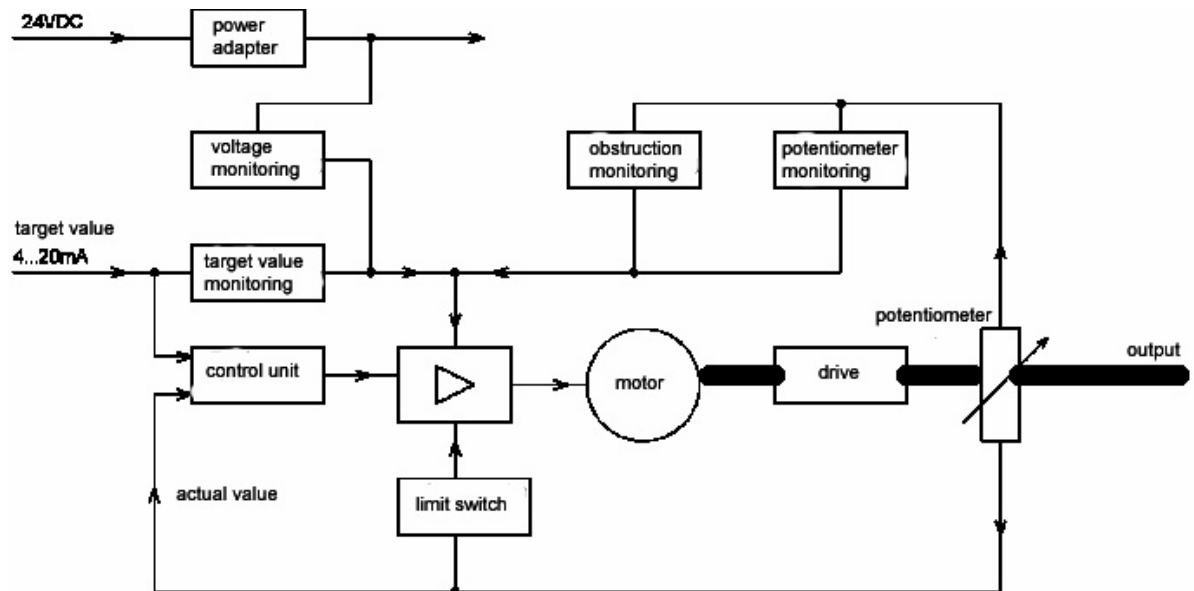 24VDC
power
adapter
voltage
monitoring
obstruction
monitoring
potentiometer
monitoring
target value
4...20mA
target value
monitoring
potentiometer
output
control unit
motor
drive
actual value
limit switch